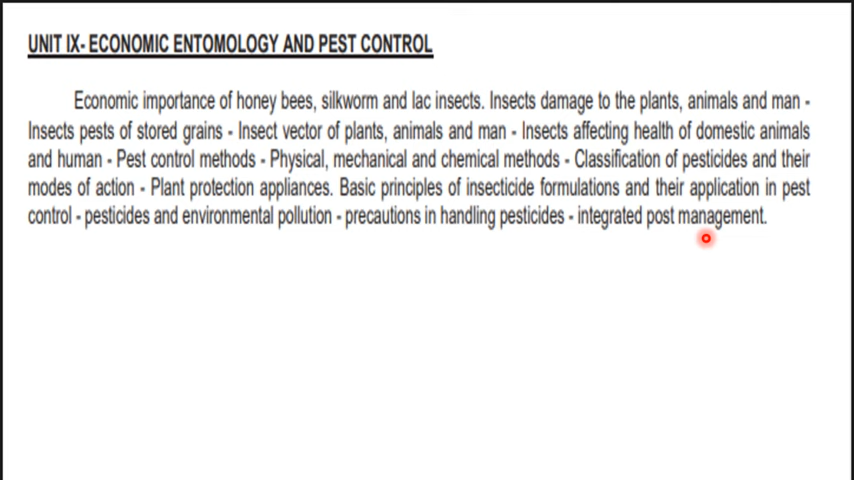 UNIT IX- ECONOMIC ENTOMOLOGY AND PEST CONTROL
Economic importance of honey bees, silkworm and lac insects. Insects damage to the plants, animals and man -
Insects pests of stored grains - Insect vector of plants, animals and man - Insects affecting health of domestic animals
and human - Pest control methods - Physical, mechanical and chemical methods - Classification of pesticides and their
modes of action - Plant protection appliances. Basic principles of insecticide formulations and their application in pest
control - pesticides and environmental pollution - precautions in handling pesticides - integrated post management.